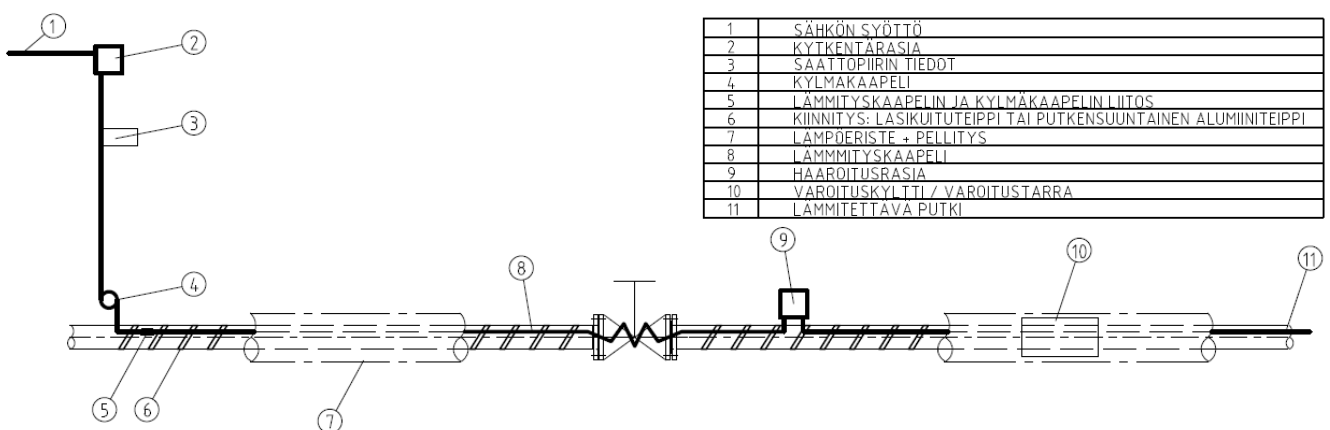 1
2
3
4
5
6
7
8
9
10
11
1 SÄHKÖN SYÖTTÖ
2 KYTKENTÄRASIA
3 SAATTOPIIRIN TIEDOT
4 KYLMAKAAPELI
5 LÄMMITYSKAAPELIN JA KYLMÄKAAPELIN LIITOS
6 KIINNITYS: LASIKUITUTEIPPI TAI PUTKENSUUNTAINEN ALUMIINITEIPPI
7 LÄMPÖERISTE + PELLITYS
8 LÄMMMITYSKAAPELI
9 HAAROITUSRASIA
10 VAROITUSKYLTTI / VAROITUSTARRA
11 LÄMMITETTÄVÄ PUTKI